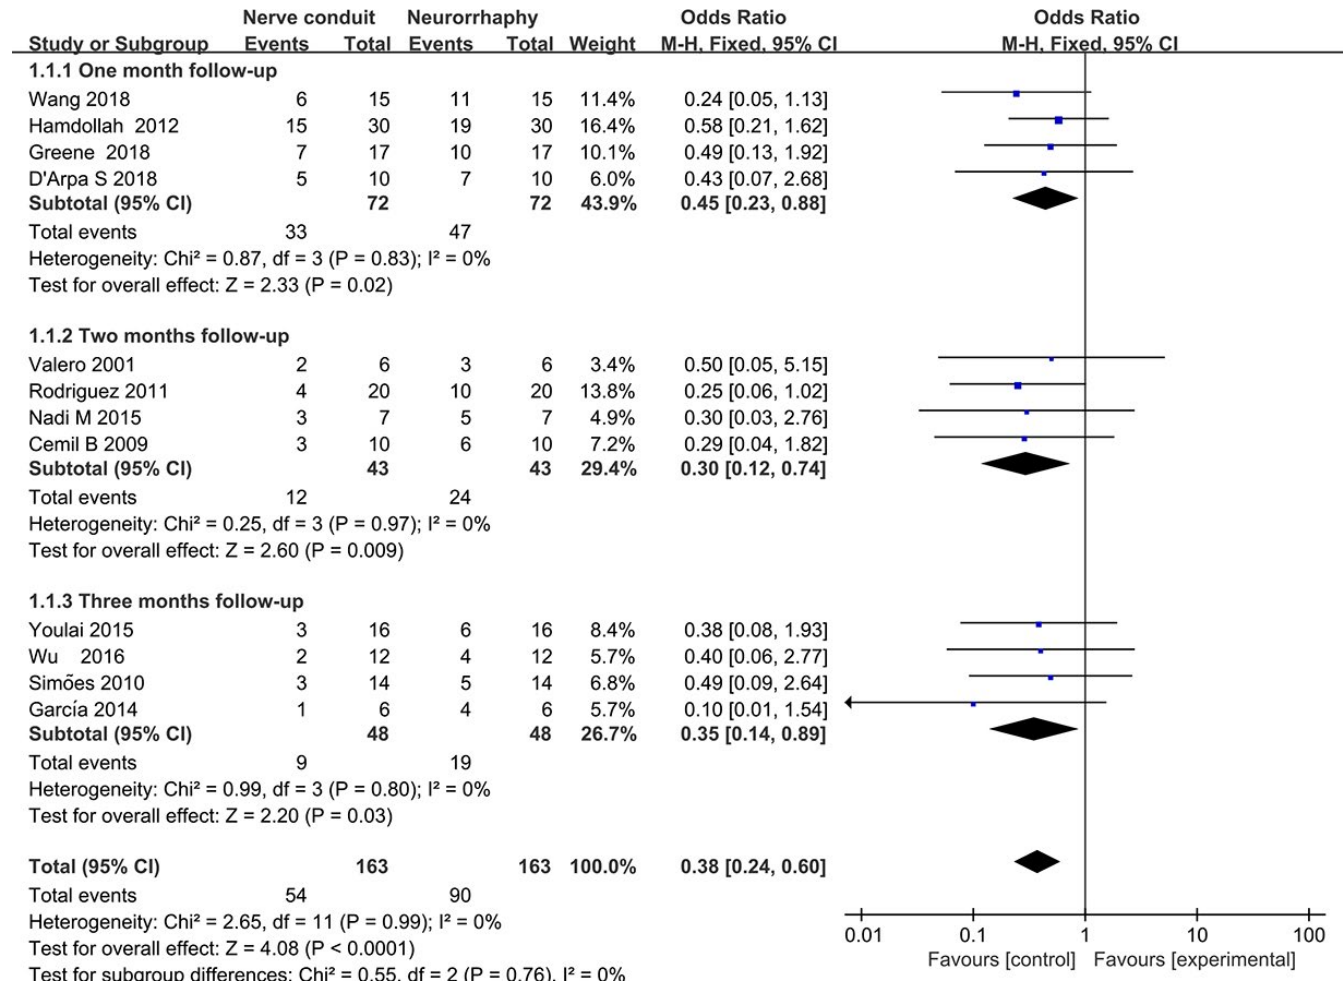 Nerve conduit Neurorrhaphy Odds Ratio Odds Ratio
Study or Subgroup Events Total Events Total Weight M-H, Fixed, 95% CI M-H, Fixed, 95% CI
1.1.1 One month follow-up
Wang 2018 6 15 11 15 11.4% 0.24 [0.05, 1.13]
Hamdollah 2012 15 30 19 30 16.4% 0.58 [0.21, 1.62]
Greene 2018 7 17 10 17 10.1% 0.49 [0.13, 1.92]
D'Arpa S 2018 5 10 7 10 6.0% 0.43 [0.07, 2.68]
Subtotal (95% CI) 72 72 43.9% 0.45 [0.23, 0.88]
Total events 33 47
Heterogeneity: Chi² = 0.87, df = 3 (P = 0.83); I² = 0%
Test for overall effect: Z = 2.33 (P = 0.02)
1.1.2 Two months follow-up
Valero 2001 2 6 3 6 3.4% 0.50 [0.05, 5.15]
Rodriguez 2011 4 20 10 20 13.8% 0.25 [0.06, 1.02]
Nadi M 2015 3 7 5 7 4.9% 0.30 [0.03, 2.76]
Cemil B 2009 3 10 6 10 7.2% 0.29 [0.04, 1.82]
Subtotal (95% CI) 43 43 29.4% 0.30 [0.12, 0.74]
Total events 12 24
Heterogeneity: Chi² = 0.25, df = 3 (P = 0.97); I² = 0%
Test for overall effect: Z = 2.60 (P = 0.009)
1.1.3 Three months follow-up
Youlai 2015 3 16 6 16 8.4% 0.38 [0.08, 1.93]
Wu 2016 2 12 4 12 5.7% 0.40 [0.06, 2.77]
Simões 2010 3 14 5 14 6.8% 0.49 [0.09, 2.64]
García 2014 1 6 4 6 5.7% 0.10 [0.01, 1.54]
Subtotal (95% CI) 48 48 26.7% 0.35 [0.14, 0.89]
Total events 9 19
Heterogeneity: Chi² = 0.99, df = 3 (P = 0.80); I² = 0%
Test for overall effect: Z = 2.20 (P = 0.03)
Total (95% CI) 163 163 100.0% 0.38 [0.24, 0.60]
Total events 54 90
Heterogeneity: Chi² = 2.65, df = 11 (P = 0.99); I² = 0%
Test for overall effect: Z = 4.08 (P < 0.0001)
Test for subgroup differences: Chi² = 0.55, df = 2 (P = 0.76), I² = 0%
0.01 0.1 1 10 100
Favours [control] Favours [experimental]